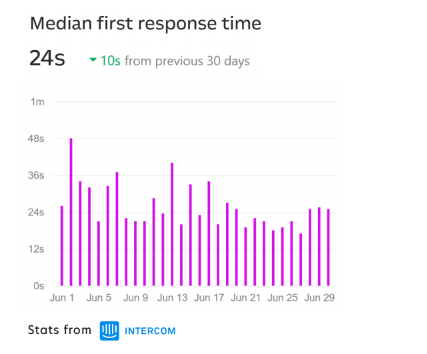 Median first response time
24s
10s from previous 30 days
1m
48s
36s
24s
12s
0s
Jun 1 Jun 5 Jun 9 Jun 13 Jun 17 Jun 21 Jun 25 Jun 29
Stats from INTERCOM